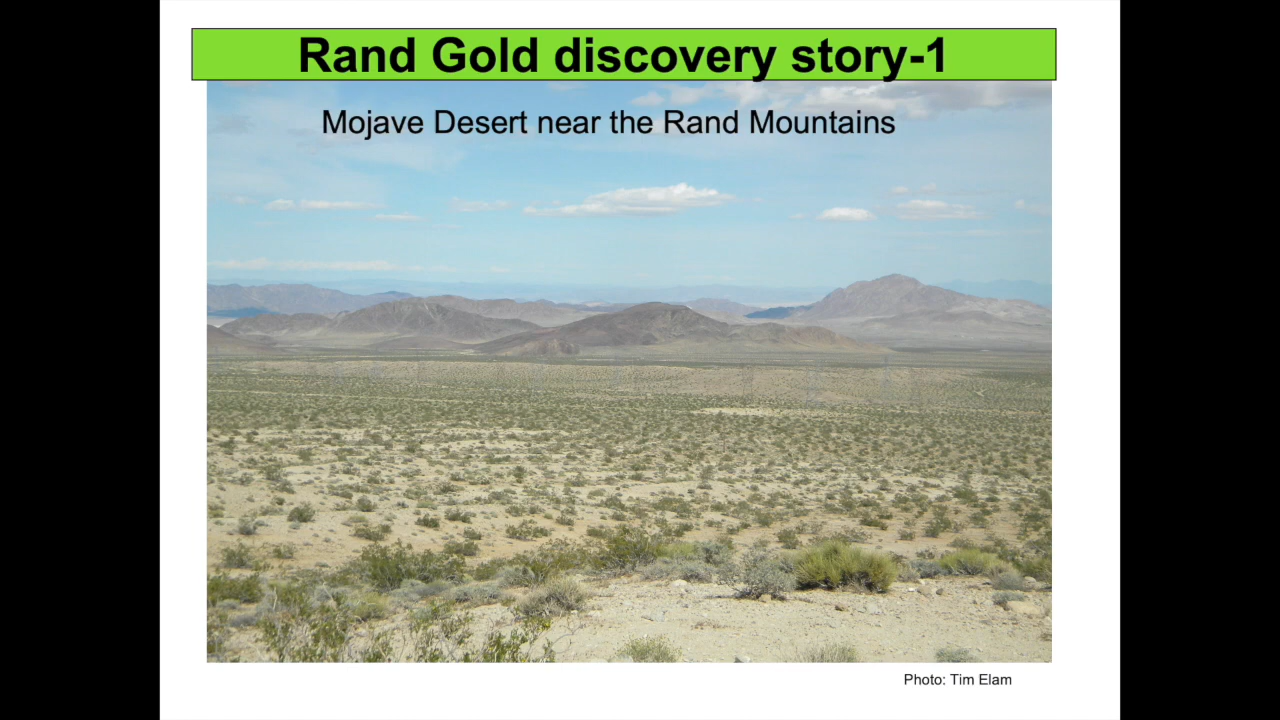 Rand Gold discovery story-1
Mojave Desert near the Rand Mountains
Photo: Tim Elam